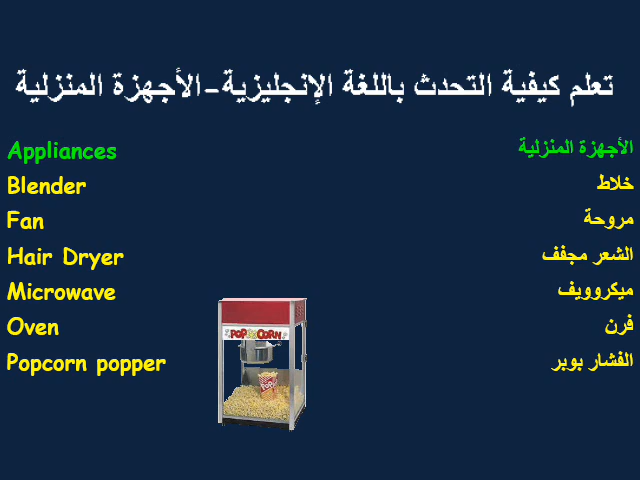 تعلم كيفية التحدث باللغة الإنجليزية-الأجهزة المنزلية
Appliances الأجهزة المنزلية
Blender خلاط
Fan مروحة
Hair Dryer الشعر مجفف
Microwave ميكروويف
Oven فرن
Popcorn popper الفشار بوبر
POPCORN